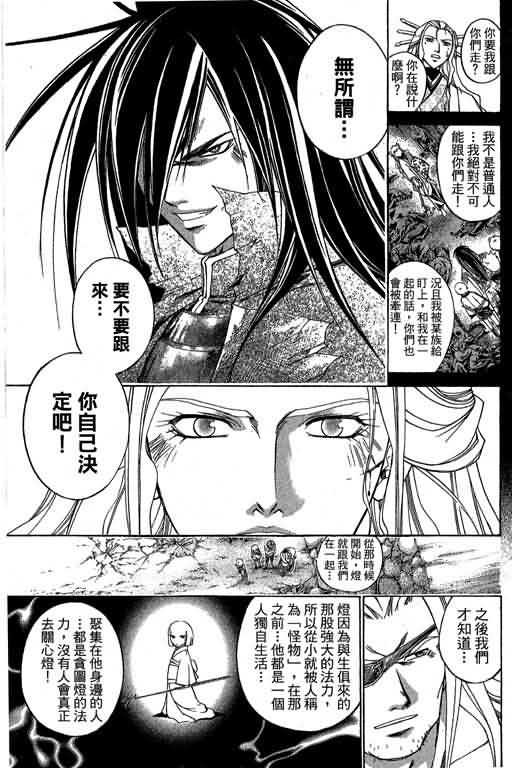 你要我跟
你們走？
你在說什
麼啊？
我不是普通人
…我絕對不可
能跟你們走！
況且我被某族給
盯上，和我在一
起的話，你們也
會被牽連！
無所謂…
要不要跟
來…
你自己決
定吧！
從那時候
開始，燈
就跟我們
在一起…
之後我們
才知道…
燈因為與生俱來的
那股強大的法力，
所以從小就被人稱
為「怪物」，在那
之前…他都是一個
人獨自生活…
聚集在他身邊的人
…都是貪圖燈的法
力，沒有人會真正
去關心燈！